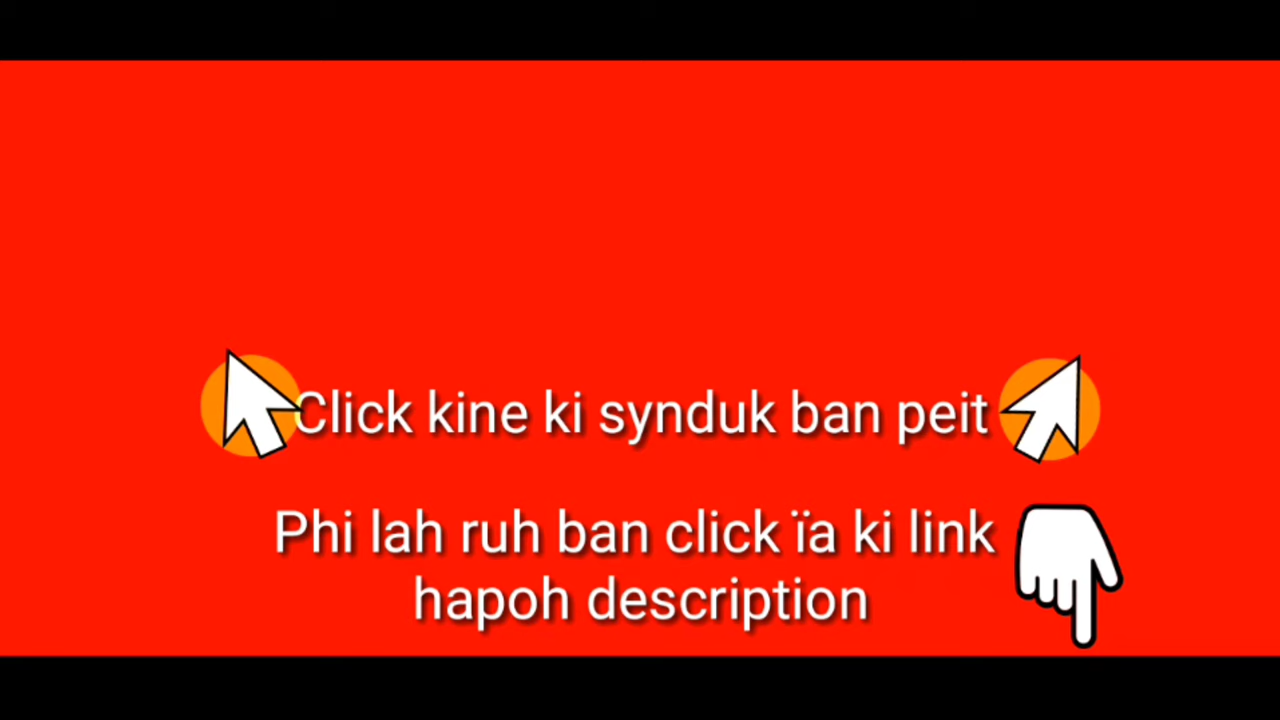 Click kine ki synduk ban peit
Phi lah ruh ban click ïa ki link
hapoh description